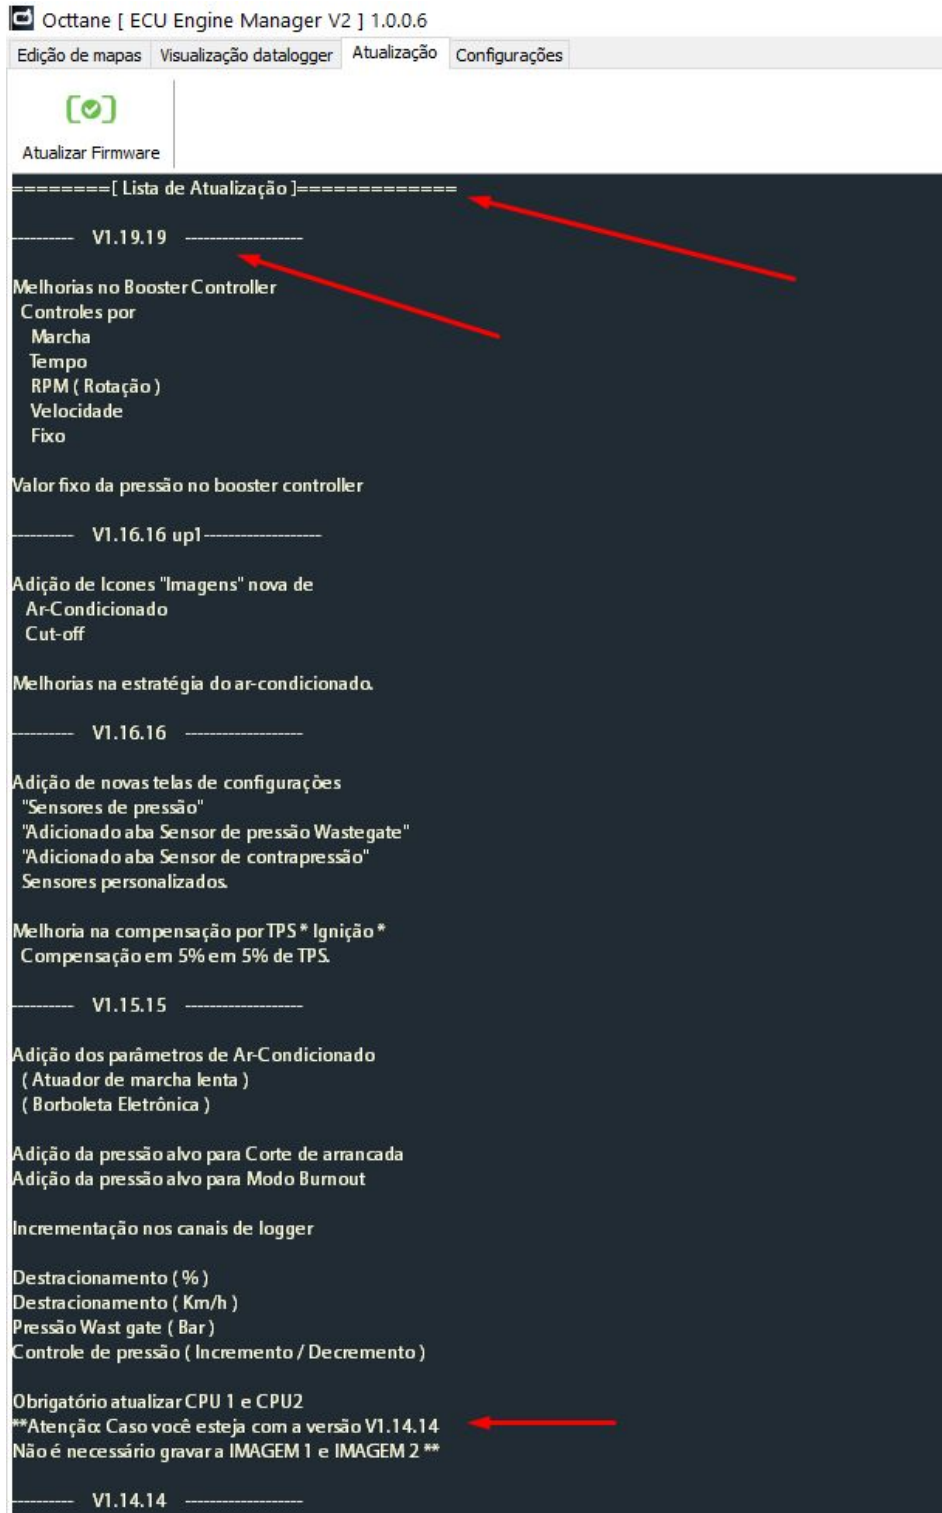 Octtane [ ECU Engine Manager V2 ] 1.0.0.6
Edição de mapas Visualização datalogger Atualização Configurações
Atualizar Firmware
========[ Lista de Atualização ]=============
---------- V1.19.19 -------------------
Melhorias no Booster Controller
Controles por
Marcha
Tempo
RPM ( Rotação )
Velocidade
Fixo
Valor fixo da pressão no booster controller
---------- V1.16.16 up1-------------------
Adição de Icones "Imagens" nova de
Ar-Condicionado
Cut-off
Melhorias na estratégia do ar-condicionado.
---------- V1.16.16 -------------------
Adição de novas telas de configurações
"Sensores de pressão"
"Adicionado aba Sensor de pressão Wastegate"
"Adicionado aba Sensor de contrapressão"
Sensores personalizados.
Melhoria na compensação por TPS * Ignição *
Compensação em 5% em 5% de TPS.
---------- V1.15.15 -------------------
Adição dos parâmetros de Ar-Condicionado
( Atuador de marcha lenta )
( Borboleta Eletrônica )
Adição da pressão alvo para Corte de arrancada
Adição da pressão alvo para Modo Burnout
Incrementação nos canais de logger
Destracionamento ( % )
Destracionamento ( Km/h )
Pressão Wast gate ( Bar )
Controle de pressão ( Incremento / Decremento )
Obrigatório atualizar CPU 1 e CPU2
**Atenção: Caso você esteja com a versão V1.14.14
Não é necessário gravar a IMAGEM 1 e IMAGEM 2 **
---------- V1.14.14 -------------------